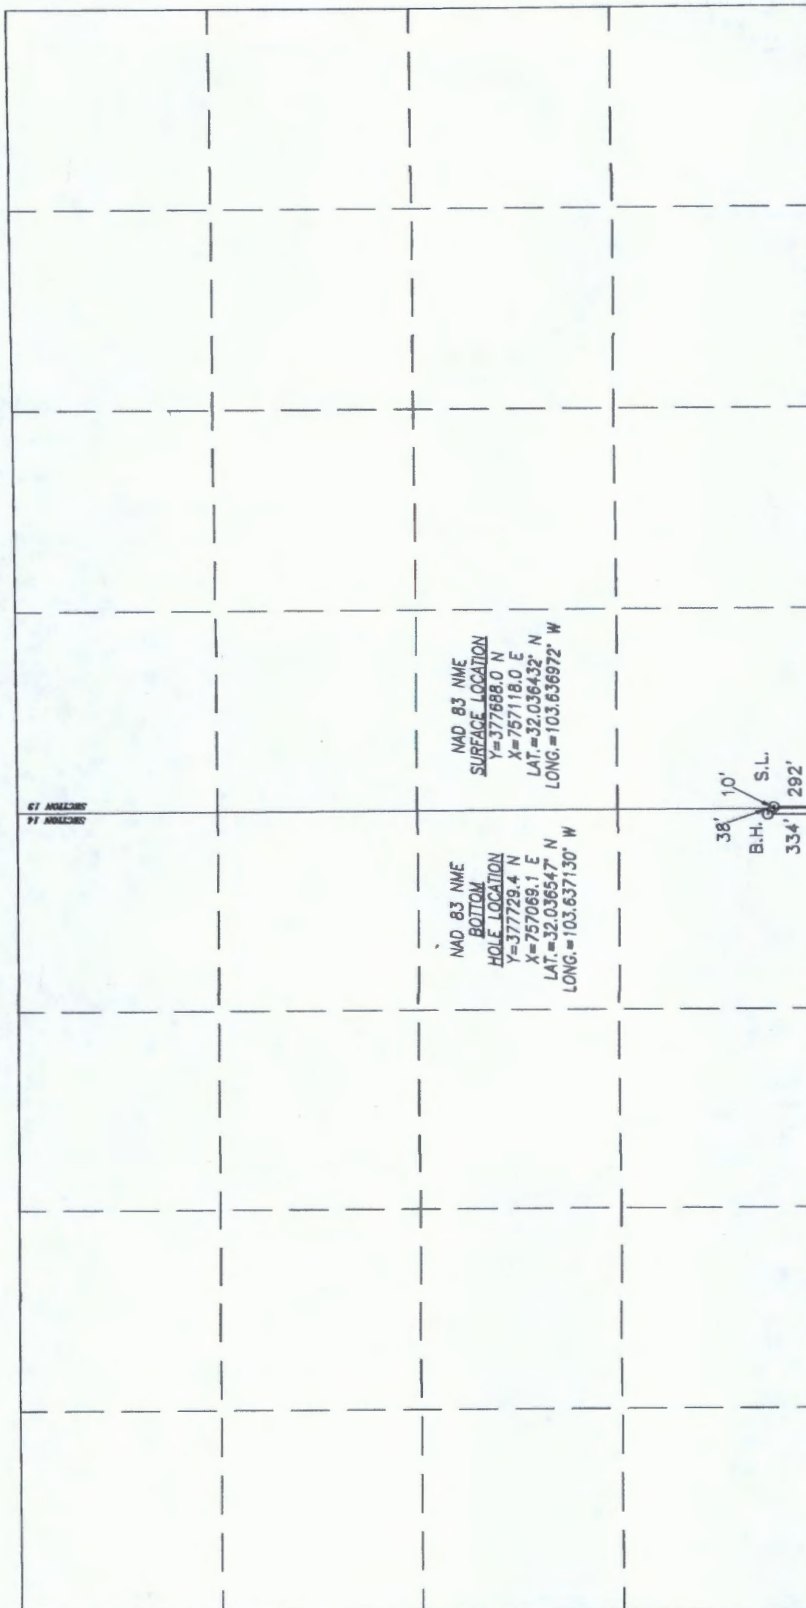 SECTION 13
SECTION 14
NAD 83 NME
SURFACE LOCATION
Y=377688.0 N
X=757118.0 E
LAT.=32.036432° N
LONG.=103.636972° W
NAD 83 NME
BOTTOM
HOLE LOCATION
Y=377729.4 N
X=757069.1 E
LAT.=32.036547° N
LONG.=103.637130° W
38'
10'
B.H.
S.L.
334'
292'